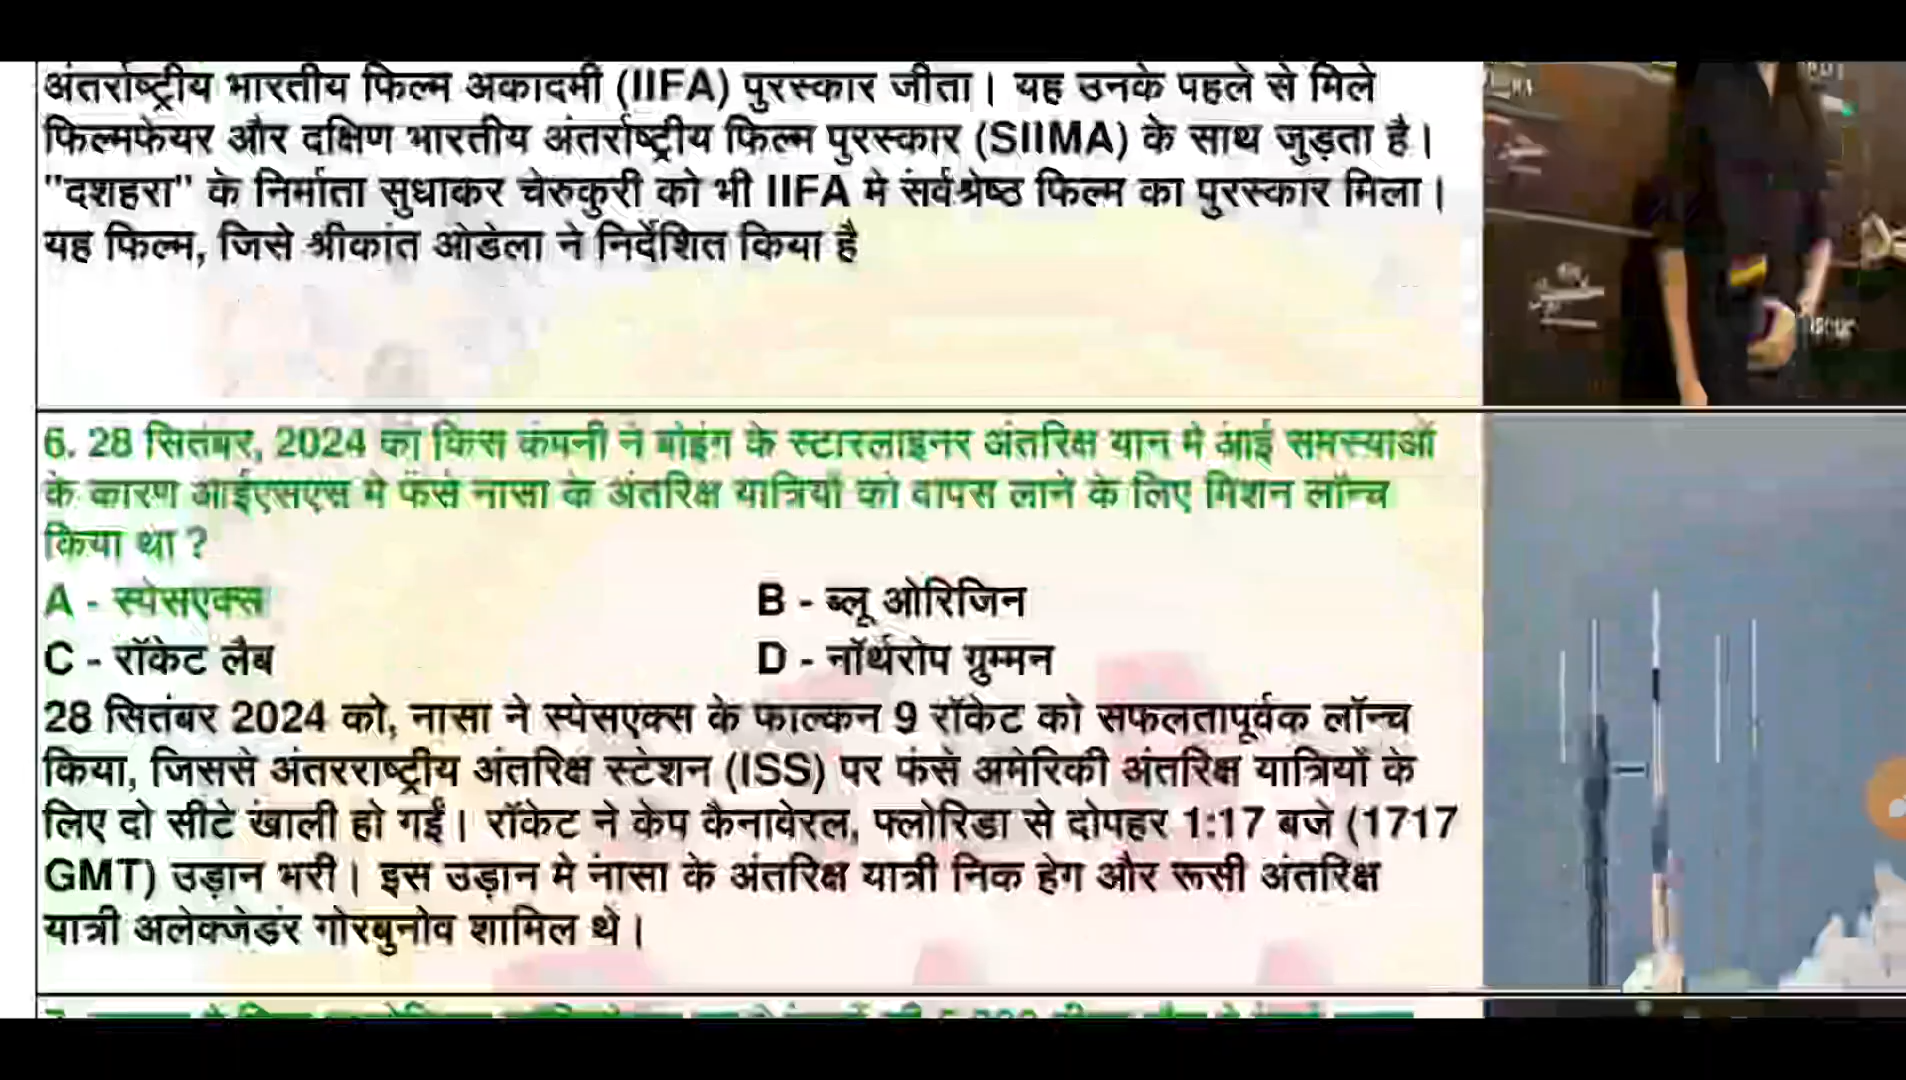 अंतर्राष्ट्रीय भारतीय फिल्म अकादमी (IIFA) पुरस्कार जीता। यह उनके पहले से मिले
फिल्मफेयर और दक्षिण भारतीय अंतर्राष्ट्रीय फिल्म पुरस्कार (SIIMA) के साथ जुड़ता है।
"दशहरा" के निर्माता सुधाकर चेरुकुरी को भी IIFA में सर्वश्रेष्ठ फिल्म का पुरस्कार मिला।
यह फिल्म, जिसे श्रीकांत ओडेला ने निर्देशित किया है
6. 28 सितंबर, 2024 को किस कंपनी ने बोइंग के स्टारलाइनर अंतरिक्ष यान में आई समस्याओं
के कारण आईएसएस में फंसे नासा के अंतरिक्ष यात्रियों को वापस लाने के लिए मिशन लॉन्च
किया था ?
A - स्पेसएक्स
B - ब्लू ओरिजिन
C - रॉकेट लैब
D - नॉर्थरोप ग्रुम्मन
28 सितंबर 2024 को, नासा ने स्पेसएक्स के फाल्कन 9 रॉकेट को सफलतापूर्वक लॉन्च
किया, जिससे अंतरराष्ट्रीय अंतरिक्ष स्टेशन (ISS) पर फंसे अमेरिकी अंतरिक्ष यात्रियों के
लिए दो सीटें खाली हो गईं। रॉकेट ने केप कैनावेरल, फ्लोरिडा से दोपहर 1:17 बजे (1717
GMT) उड़ान भरी। इस उड़ान में नासा के अंतरिक्ष यात्री निक हेग और रूसी अंतरिक्ष
यात्री अलेक्जेंडर गोरबुनोव शामिल थे।